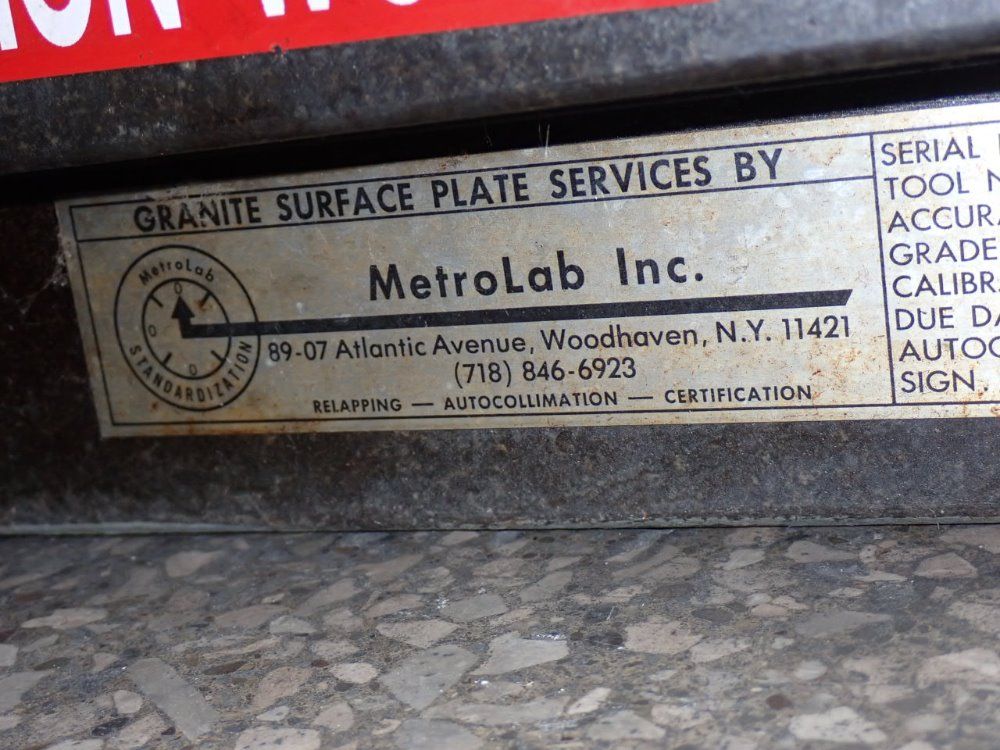 GRANITE SURFACE PLATE SERVICES BY
MetroLab
STANDARDIZATION
MetroLab Inc.
89-07 Atlantic Avenue, Woodhaven, N.Y. 11421
(718) 846-6923
RELAPPING — AUTOCOLLIMATION — CERTIFICATION
SERIAL
TOOL N
ACCURA
GRADE
CALIBR
DUE DA
AUTOC
SIGN.